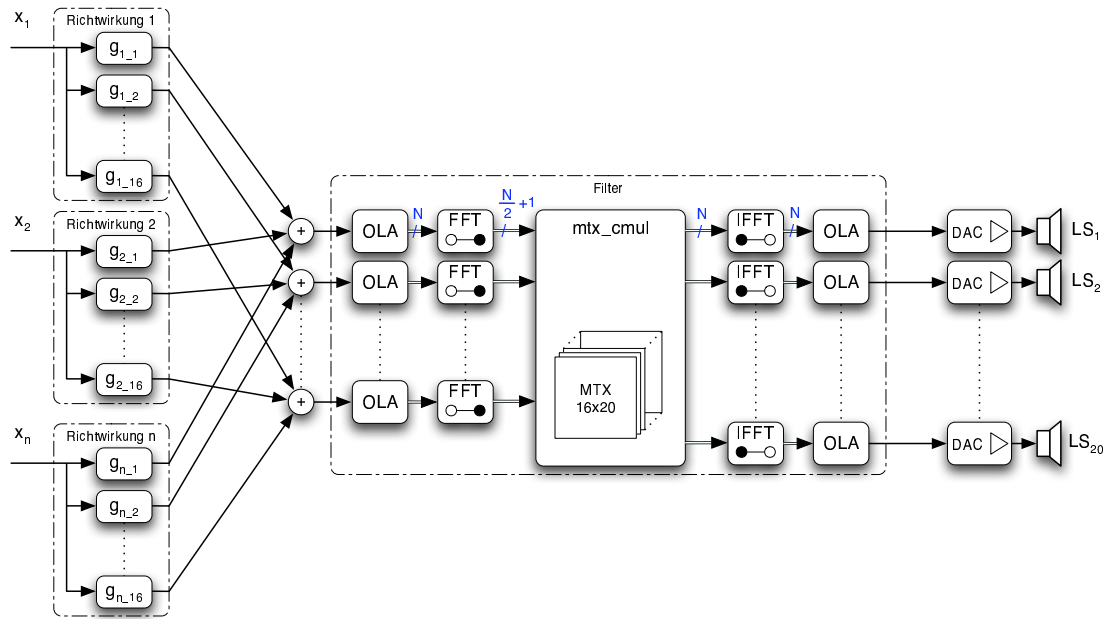 x1
Richtwirkung 1
g1_1
g1_2
g1_16
x2
Richtwirkung 2
g2_1
g2_2
g2_16
xn
Richtwirkung n
gn_1
gn_2
gn_16
+
+
+
Filter
OLA
N
FFT
N/2 +1
OLA
FFT
OLA
FFT
mtx_cmul
MTX
16x20
N
IFFT
N
OLA
IFFT
OLA
IFFT
OLA
DAC
LS1
DAC
LS2
DAC
LS20